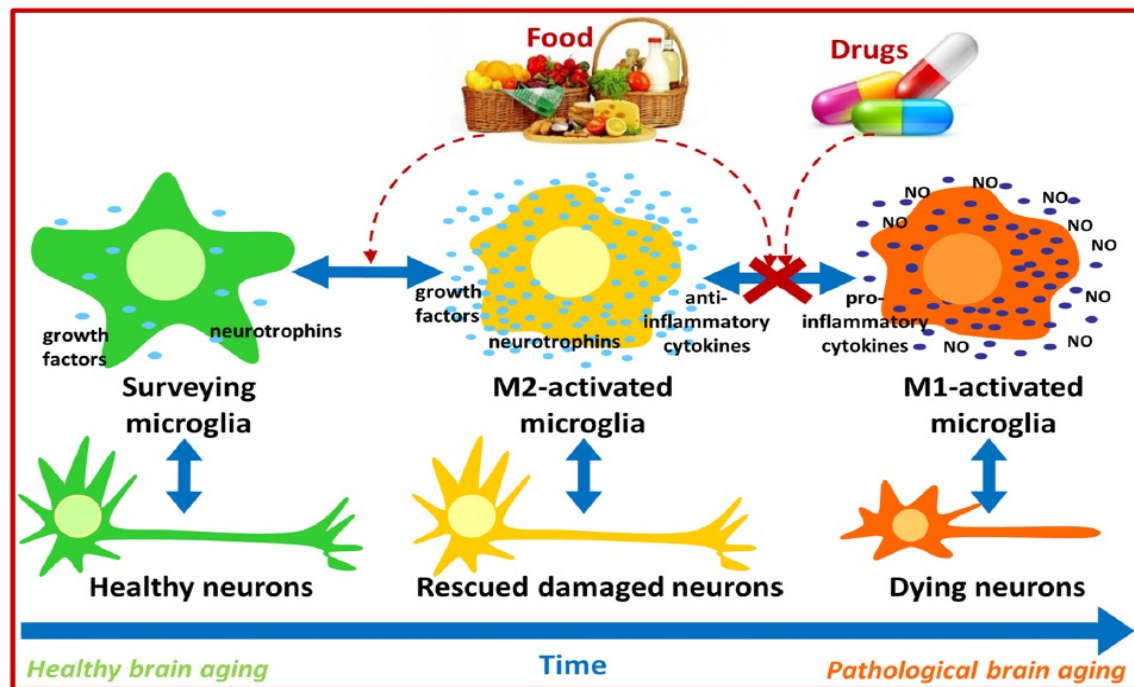 Food
Drugs
growth
factors
neurotrophins
Surveying
microglia
growth
factors
neurotrophins
anti-
inflammatory
cytokines
M2-activated
microglia
pro-
inflammatory
cytokines
NO
NO
NO
NO
NO
NO
NO
NO
NO
NO
M1-activated
microglia
Healthy neurons
Rescued damaged neurons
Dying neurons
Healthy brain aging
Time
Pathological brain aging